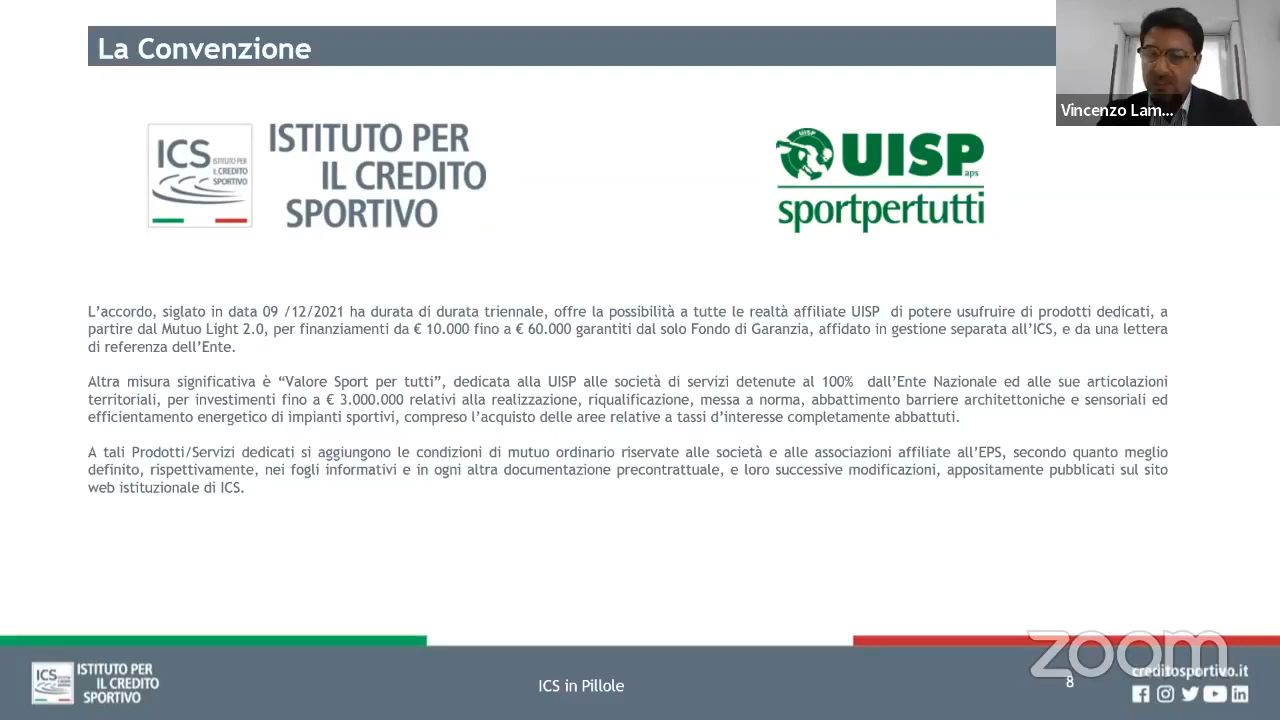 La Convenzione
Vincenzo Lam...
ICS
ISTITUTO PER
IL CREDITO
SPORTIVO
ISTITUTO PER
IL CREDITO
SPORTIVO
UISP
UISP
aps
sportpertutti
L’accordo, siglato in data 09 /12/2021 ha durata di durata triennale, offre la possibilità a tutte le realtà affiliate UISP di potere usufruire di prodotti dedicati, a
partire dal Mutuo Light 2.0, per finanziamenti da € 10.000 fino a € 60.000 garantiti dal solo Fondo di Garanzia, affidato in gestione separata all’ICS, e da una lettera
di referenza dell’Ente.
Altra misura significativa è “Valore Sport per tutti”, dedicata alla UISP alle società di servizi detenute al 100% dall’Ente Nazionale ed alle sue articolazioni
territoriali, per investimenti fino a € 3.000.000 relativi alla realizzazione, riqualificazione, messa a norma, abbattimento barriere architettoniche e sensoriali ed
efficientamento energetico di impianti sportivi, compreso l’acquisto delle aree relative a tassi d’interesse completamente abbattuti.
A tali Prodotti/Servizi dedicati si aggiungono le condizioni di mutuo ordinario riservate alle società e alle associazioni affiliate all’EPS, secondo quanto meglio
definito, rispettivamente, nei fogli informativi e in ogni altra documentazione precontrattuale, e loro successive modificazioni, appositamente pubblicati sul sito
web istituzionale di ICS.
ICS
ISTITUTO PER
IL CREDITO
SPORTIVO
ICS in Pillole
8
zoom
creditosportivo.it